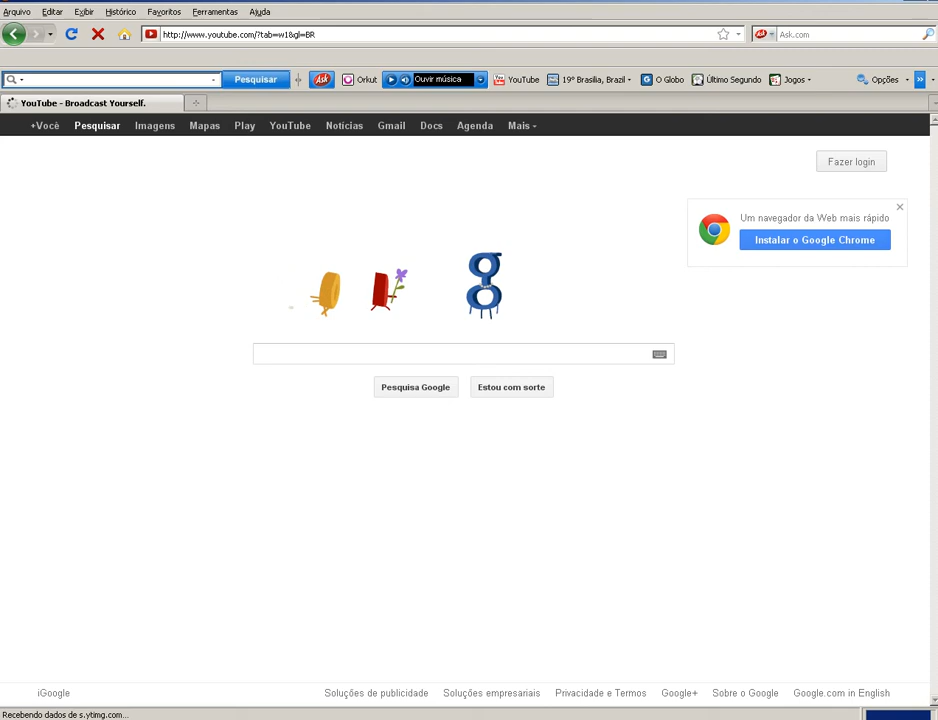 Arquivo Editar Exibir Histórico Favoritos Ferramentas Ajuda
http://www.youtube.com/?tab=w1&gl=BR Ask.com
Pesquisar Ask Orkut Ouvir música YouTube 19° Brasilia, Brazil O Globo Último Segundo Jogos Opções »
YouTube - Broadcast Yourself.
+Você Pesquisar Imagens Mapas Play YouTube Notícias Gmail Docs Agenda Mais
Fazer login
Um navegador da Web mais rápido
Instalar o Google Chrome
g
Pesquisa Google Estou com sorte
iGoogle Soluções de publicidade Soluções empresariais Privacidade e Termos Google+ Sobre o Google Google.com in English
Recebendo dados de s.ytimg.com...